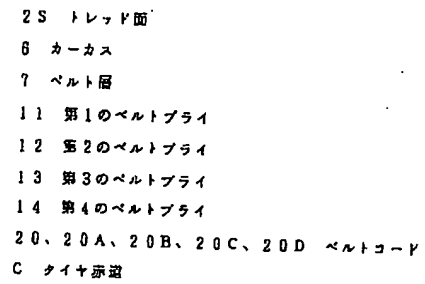 2S トレッド面
6 カーカス
7 ベルト層
11 第1のベルトプライ
12 第2のベルトプライ
13 第3のベルトプライ
14 第4のベルトプライ
20、20A、20B、20C、20D ベルトコード
C タイヤ赤道